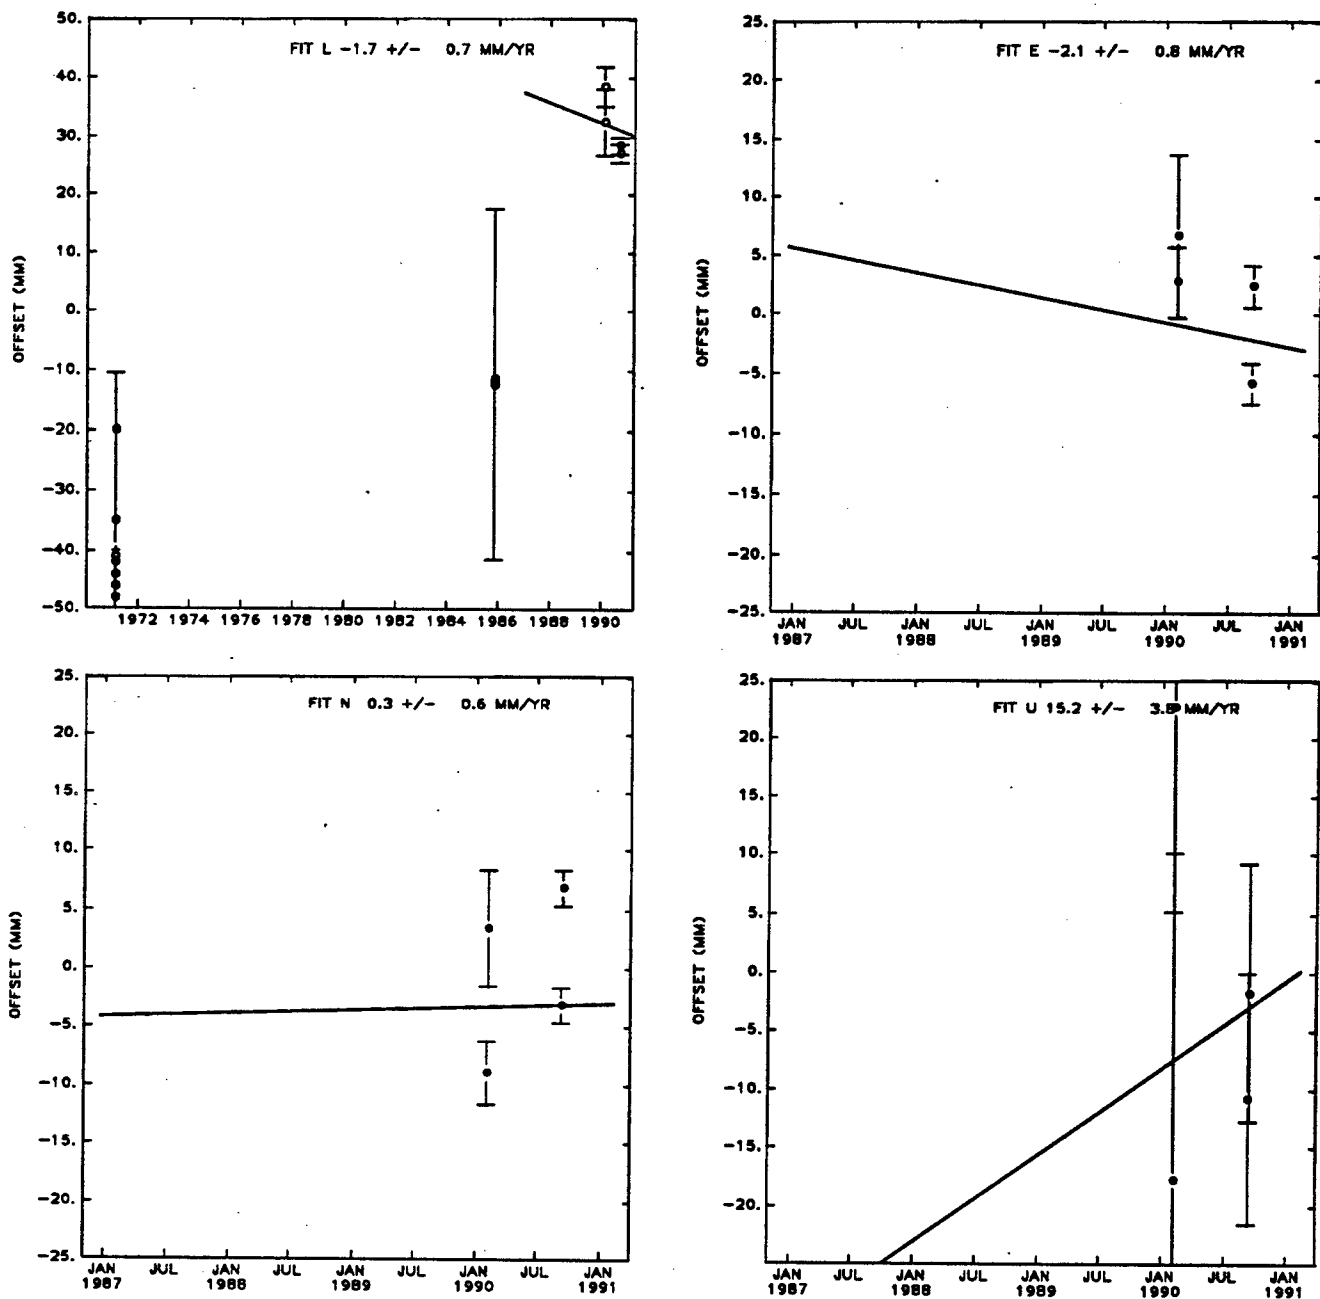 FIT L -1.7 +/- 0.7 MM/YR
50.
40.
30.
20.
10.
0.
-10.
-20.
-30.
-40.
-50.
OFFSET (MM)
1972 1974 1976 1978 1980 1982 1984 1986 1988 1990
FIT E -2.1 +/- 0.8 MM/YR
25.
20.
15.
10.
5.
0.
-5.
-10.
-15.
-20.
-25.
OFFSET (MM)
JAN JUL JAN JUL JAN JUL JAN JUL JAN
1987 1988 1989 1990 1991
FIT N 0.3 +/- 0.6 MM/YR
25.
20.
15.
10.
5.
0.
-5.
-10.
-15.
-20.
-25.
OFFSET (MM)
JAN JUL JAN JUL JAN JUL JAN JUL JAN
1987 1988 1989 1990 1991
FIT U 15.2 +/- 3.8 MM/YR
25.
20.
15.
10.
5.
0.
-5.
-10.
-15.
-20.
OFFSET (MM)
JAN JUL JAN JUL JAN JUL JAN JUL JAN
1987 1988 1989 1990 1991